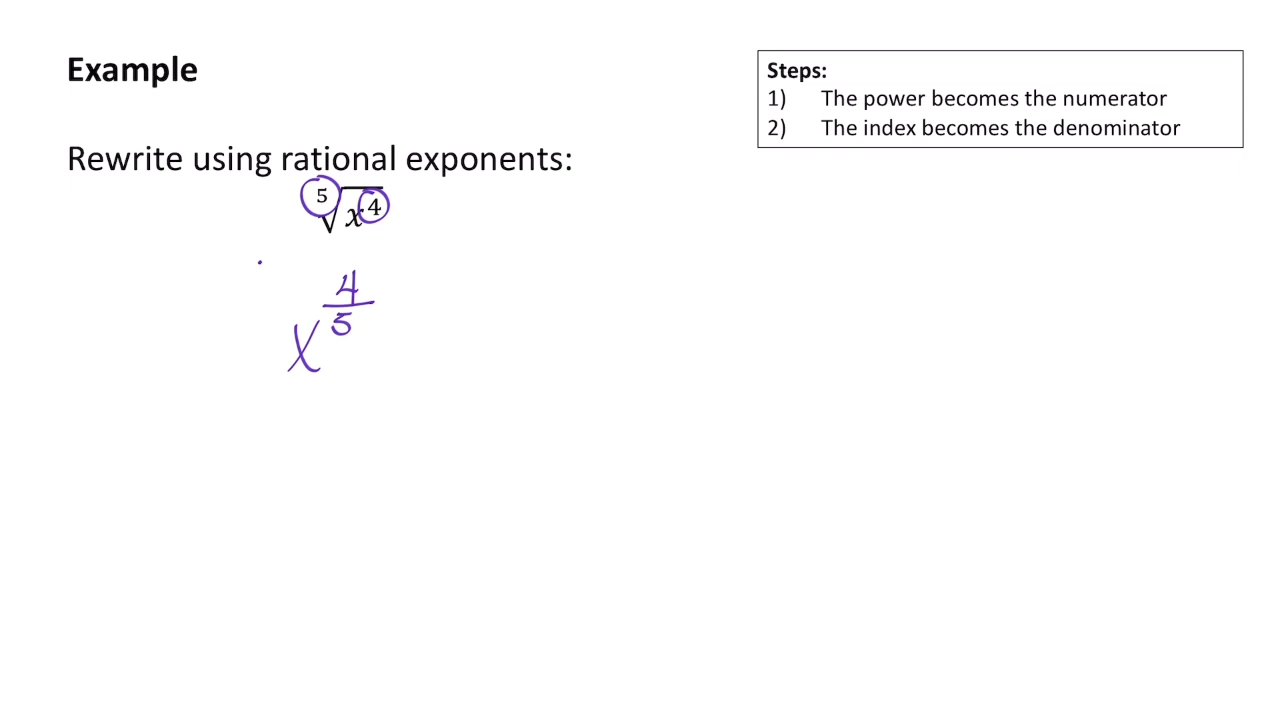 Example
Steps:
1) The power becomes the numerator
2) The index becomes the denominator
Rewrite using rational exponents:
⁵√x⁴
x^(4/5)